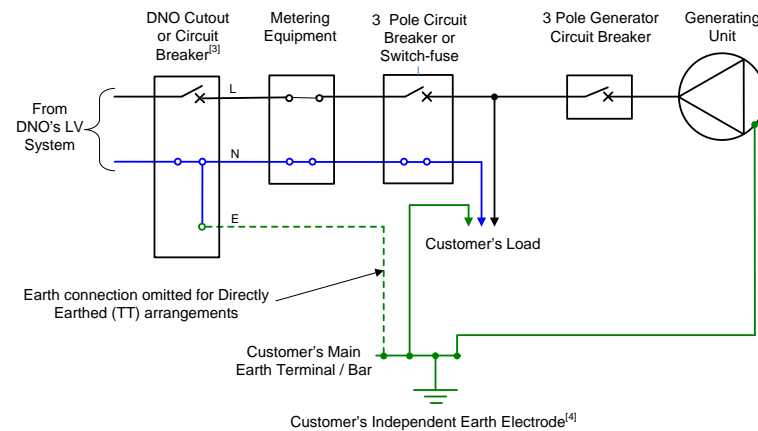 DNO Cutout
or Circuit
Breaker[3]
Metering
Equipment
3 Pole Circuit
Breaker or
Switch-fuse
3 Pole Generator
Circuit Breaker
Generating
Unit
L
From
DNO's LV
System
N
E
Customer's Load
Earth connection omitted for Directly
Earthed (TT) arrangements
Customer's Main
Earth Terminal / Bar
Customer's Independent Earth Electrode[4]